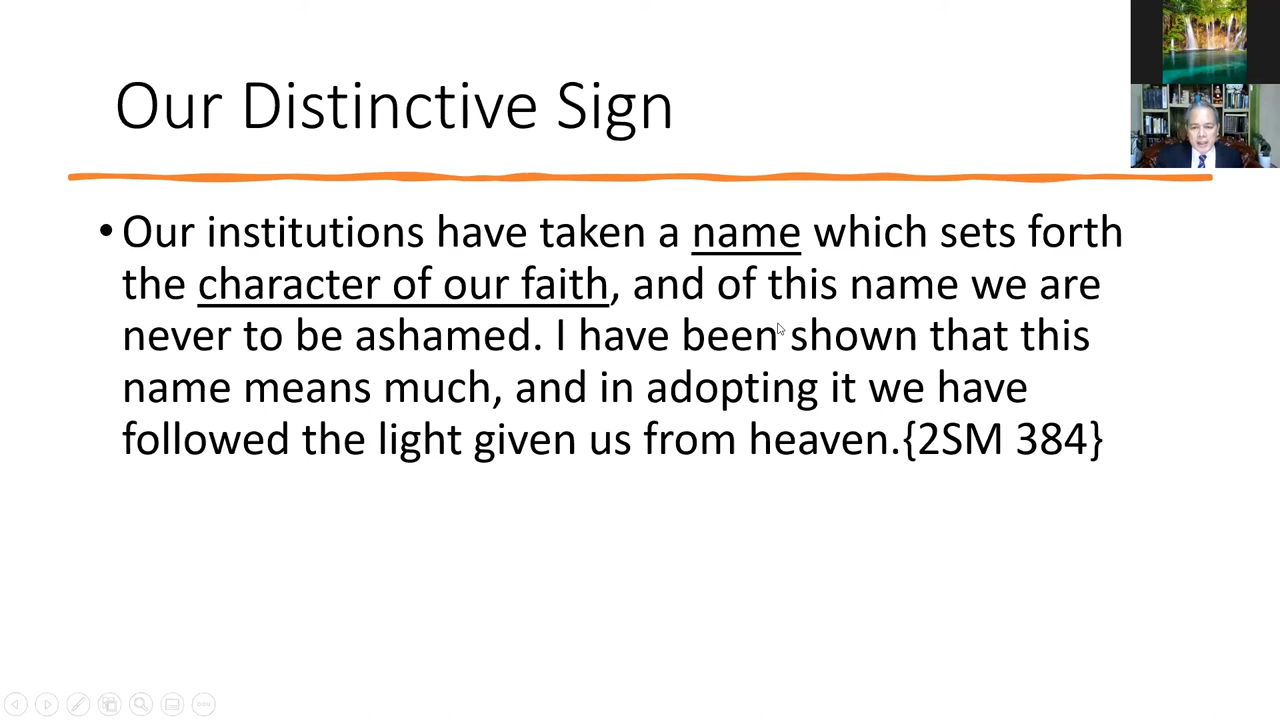 Our Distinctive Sign
• Our institutions have taken a name which sets forth
the character of our faith, and of this name we are
never to be ashamed. I have been shown that this
name means much, and in adopting it we have
followed the light given us from heaven.{2SM 384}